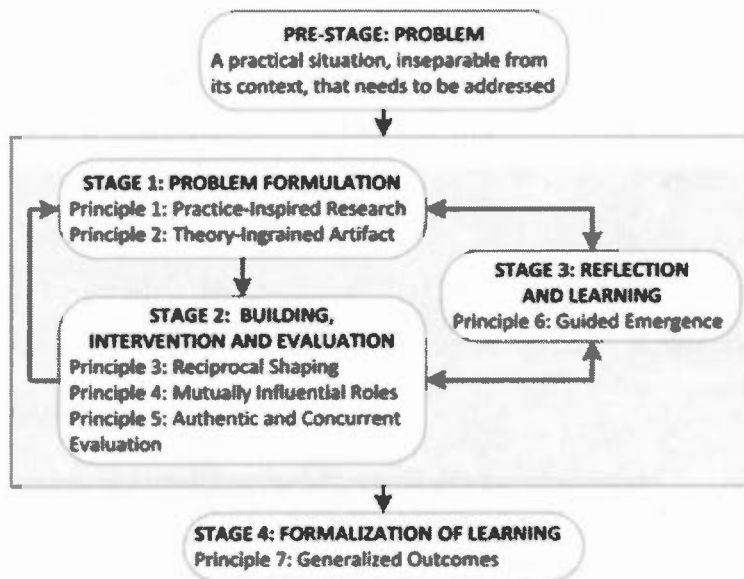 PRE-STAGE: PROBLEM
A practical situation, inseparable from
its context, that needs to be addressed
STAGE 1: PROBLEM FORMULATION
Principle 1: Practice-Inspired Research
Principle 2: Theory-Ingrained Artifact
STAGE 2: BUILDING,
INTERVENTION AND EVALUATION
Principle 3: Reciprocal Shaping
Principle 4: Mutually Influential Roles
Principle 5: Authentic and Concurrent
Evaluation
STAGE 3: REFLECTION
AND LEARNING
Principle 6: Guided Emergence
STAGE 4: FORMALIZATION OF LEARNING
Principle 7: Generalized Outcomes